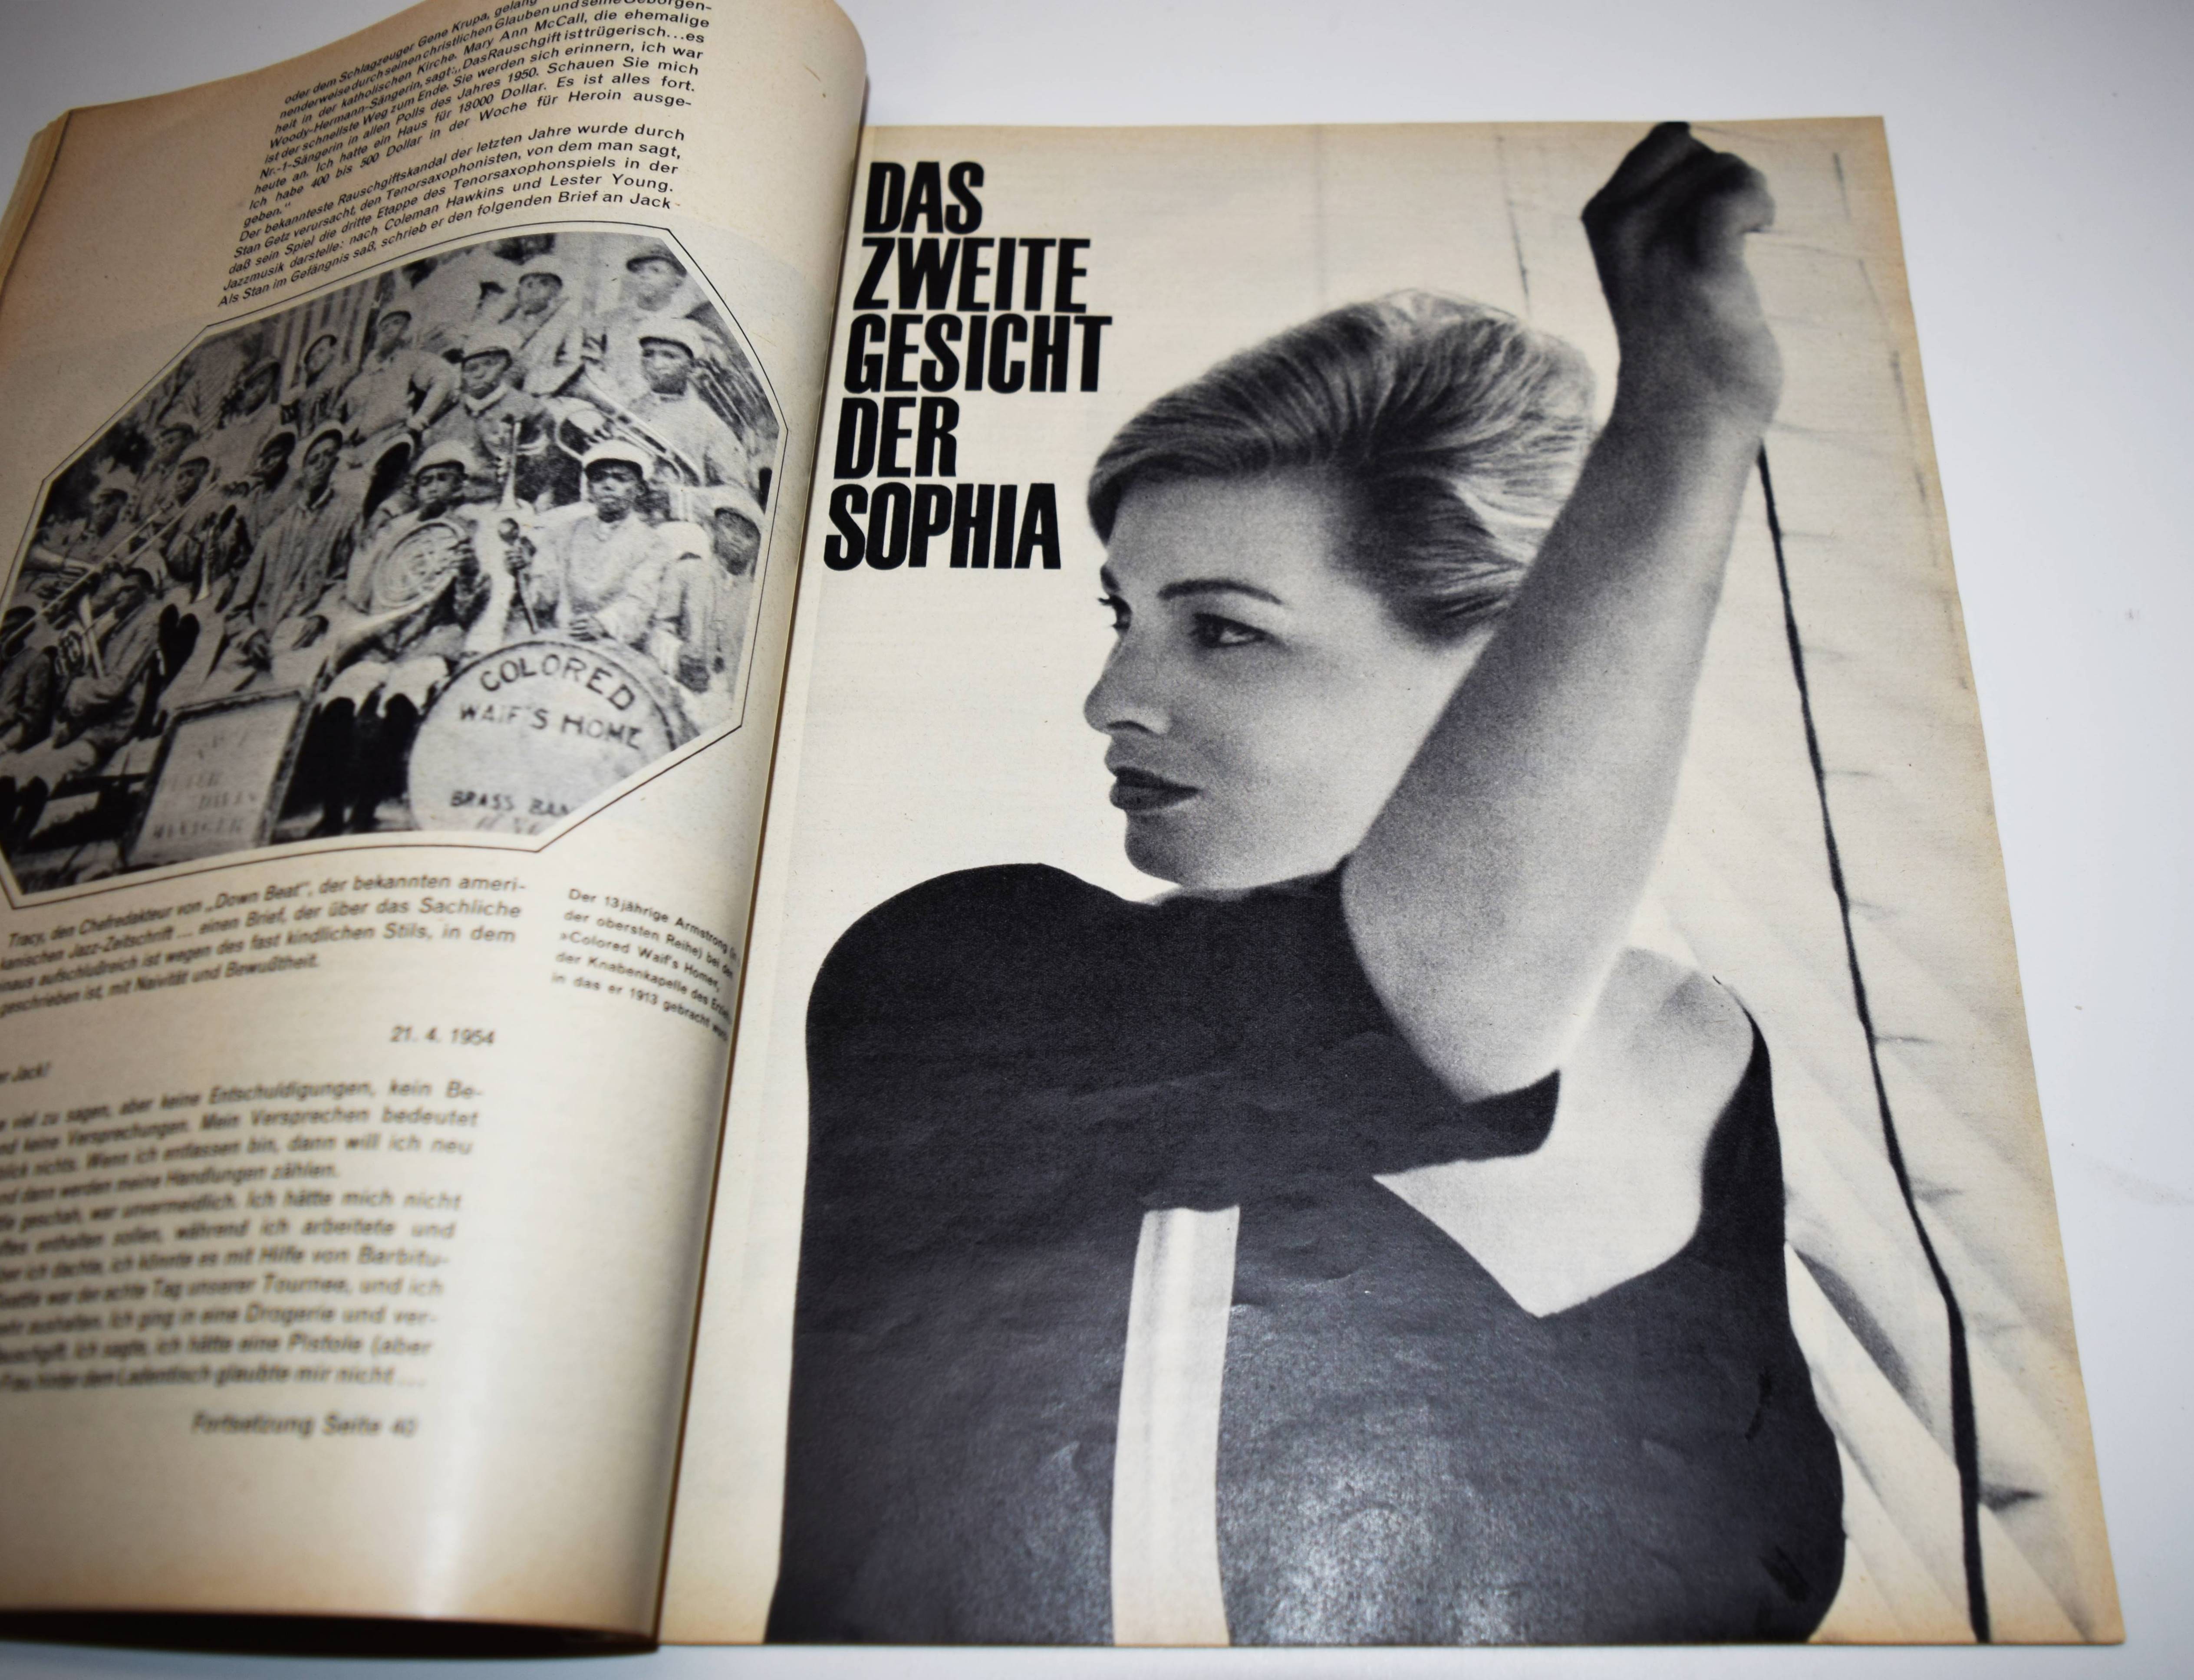 oder dem Schlagzeuger Gene Krupa, gelang
nenderweise durch seinen christlichen Glauben und seine Geborgen-
heit in der katholischen Kirche. Mary Ann McCall, die ehemalige
Woody-Hermann-Sängerin, sagt: „Das Rauschgift ist trügerisch...es
ist der schnellste Weg zum Ende. Sie werden sich erinnern, ich war
Nr.-1-Sängerin in allen Polls des Jahres 1950. Schauen Sie mich
heute an. Ich hatte ein Haus für 18000 Dollar. Es ist alles fort.
Ich habe 400 bis 500 Dollar in der Woche für Heroin ausge-
geben."
Der bekannteste Rauschgiftskandal der letzten Jahre wurde durch
Stan Getz verursacht, den Tenorsaxophonisten, von dem man sagt,
daß sein Spiel die dritte Etappe des Tenorsaxophonspiels in der
Jazzmusik darstelle: nach Coleman Hawkins und Lester Young.
Als Stan im Gefängnis saß, schrieb er den folgenden Brief an Jack
COLORED
WAIF'S HOME
BRASS BAN
Tracy, den Chefredakteur von „Down Beat", der bekannten ameri-
kanischen Jazz-Zeitschrift ... einen Brief, der über das Sachliche
hinaus aufschlußreich ist wegen des fast kindlichen Stils, in dem
geschrieben ist, mit Naivität und Bewußtheit.
Der 13jährige Armstrong
der obersten Reihe) bei der
»Colored Waif's Home«,
der Knabenkapelle des
in das er 1913 gebracht
21. 4. 1954
Jack!
viel zu sagen, aber keine Entschuldigungen, kein Be-
keine Versprechungen. Mein Versprechen bedeutet
nichts. Wenn ich entlassen bin, dann will ich neu
und dann werden meine Handlungen zählen.
geschah, war unvermeidlich. Ich hätte mich nicht
enthalten sollen, während ich arbeitete und
ich dachte, ich könnte es mit Hilfe von Barbitu-
war der achte Tag unserer Tournee, und ich
aushalten. Ich ging in eine Drogerie und ver-
Rauschgift. Ich sagte, ich hätte eine Pistole (aber
Frau hinter dem Ladentisch glaubte mir nicht ...
Fortsetzung Seite 40
DAS
ZWEITE
GESICHT
DER
SOPHIA